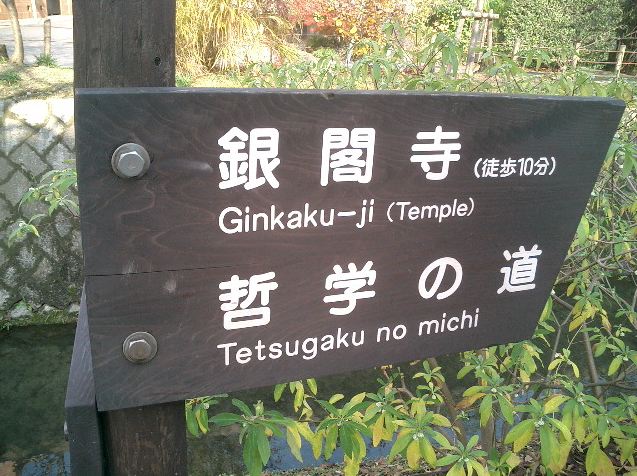 銀閣寺(徒歩10分)
Ginkaku-ji (Temple)
哲学の道
Tetsugaku no michi